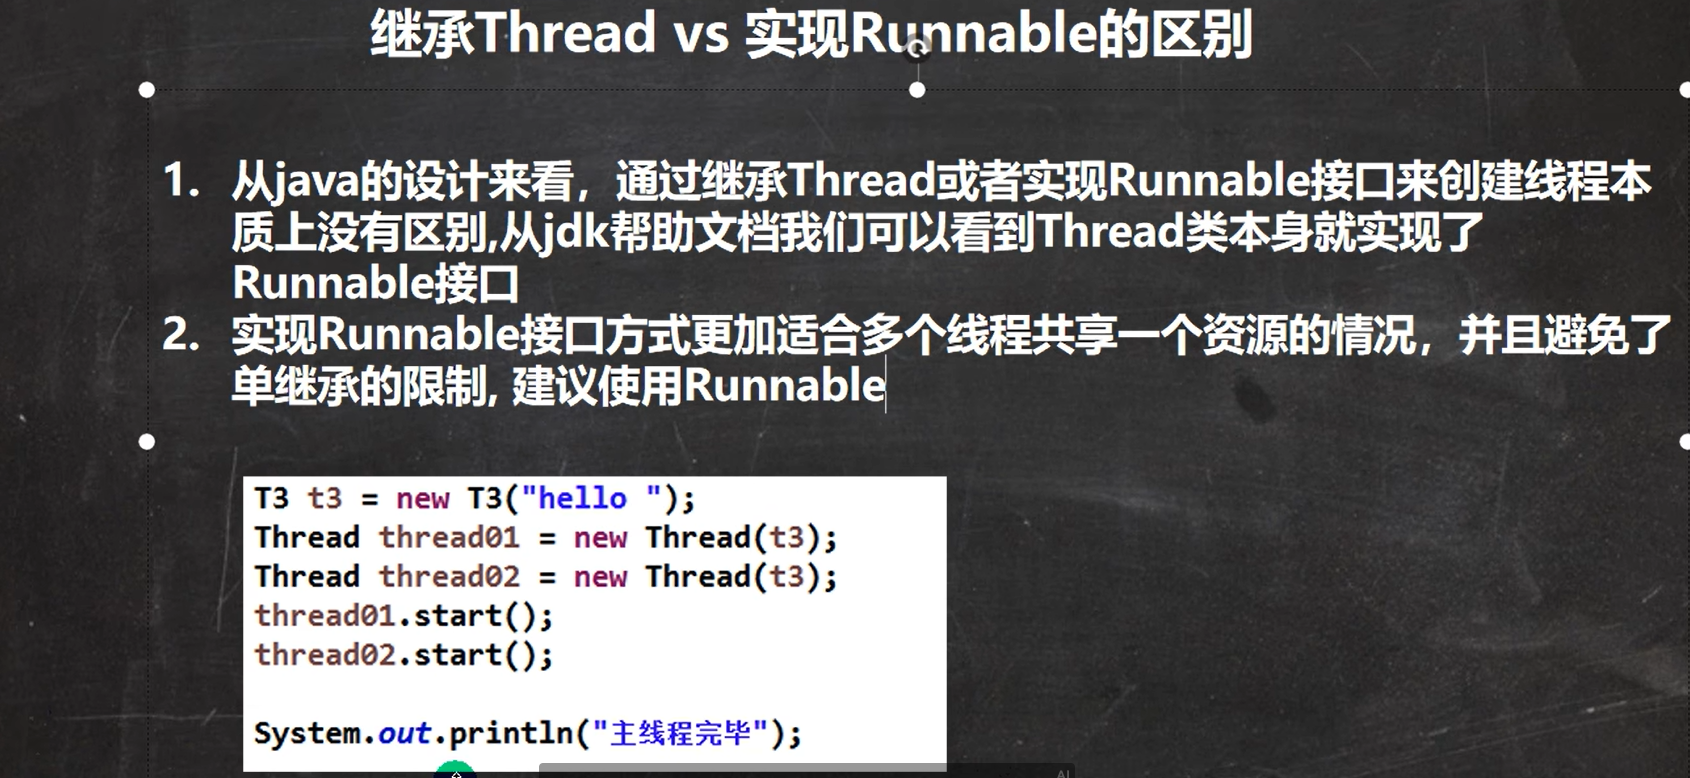 继承Thread vs 实现Runnable的区别
1. 从java的设计来看，通过继承Thread或者实现Runnable接口来创建线程本
质上没有区别,从jdk帮助文档我们可以看到Thread类本身就实现了
Runnable接口
2. 实现Runnable接口方式更加适合多个线程共享一个资源的情况，并且避免了
单继承的限制, 建议使用Runnable
T3 t3 = new T3("hello ");
Thread thread01 = new Thread(t3);
Thread thread02 = new Thread(t3);
thread01.start();
thread02.start();
System.out.println("主线程完毕");